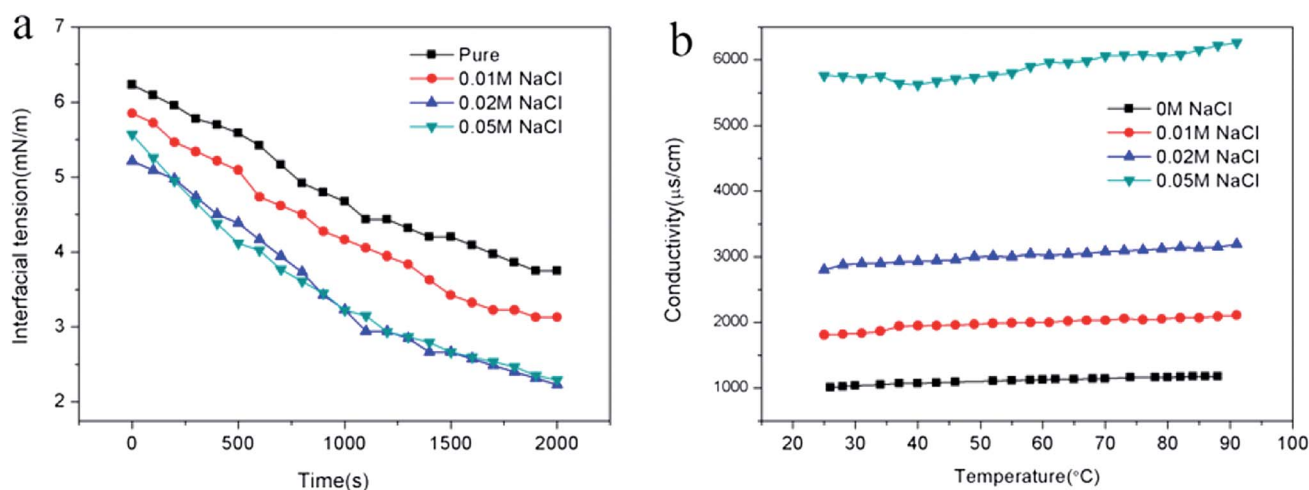 a
7
6
5
4
3
2
Interfacial tension(mN/m)
Pure
0.01M NaCl
0.02M NaCl
0.05M NaCl
0 500 1000 1500 2000
Time(s)
b
6000
5000
4000
3000
2000
1000
Conductivity(μs/cm)
0M NaCl
0.01M NaCl
0.02M NaCl
0.05M NaCl
20 30 40 50 60 70 80 90 100
Temperature(°C)